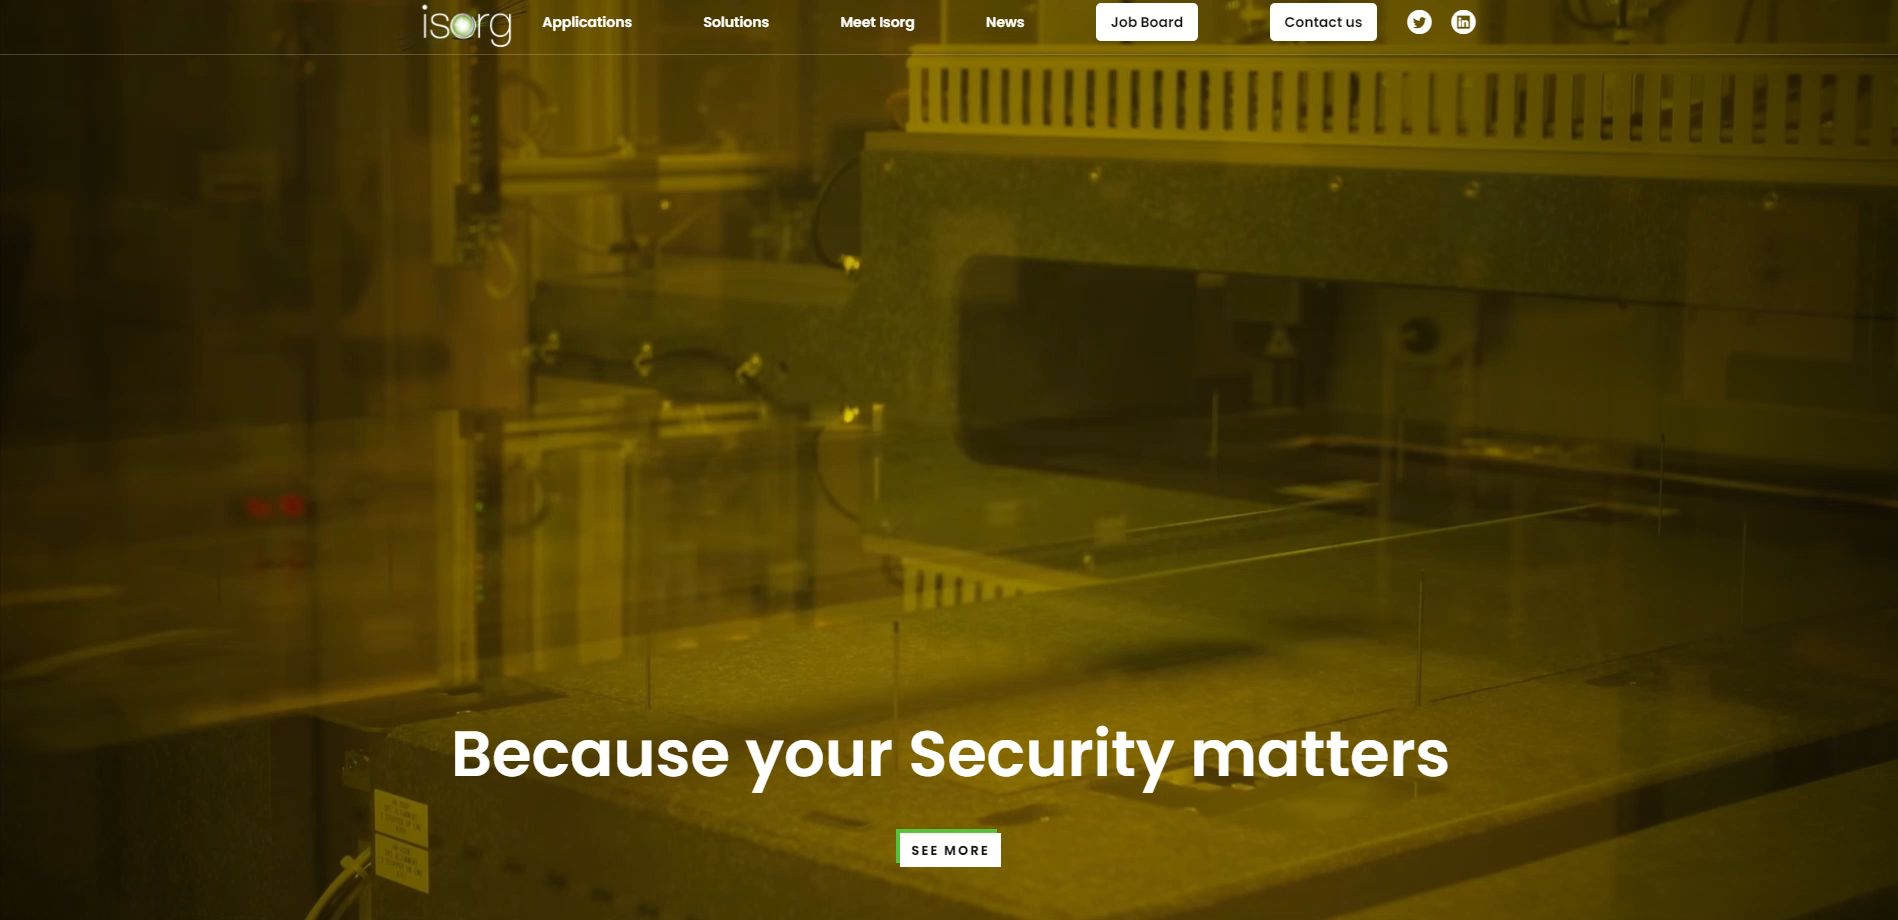 isorg
Applications
Solutions
Meet Isorg
News
Job Board
Contact us
Because your Security matters
SEE MORE